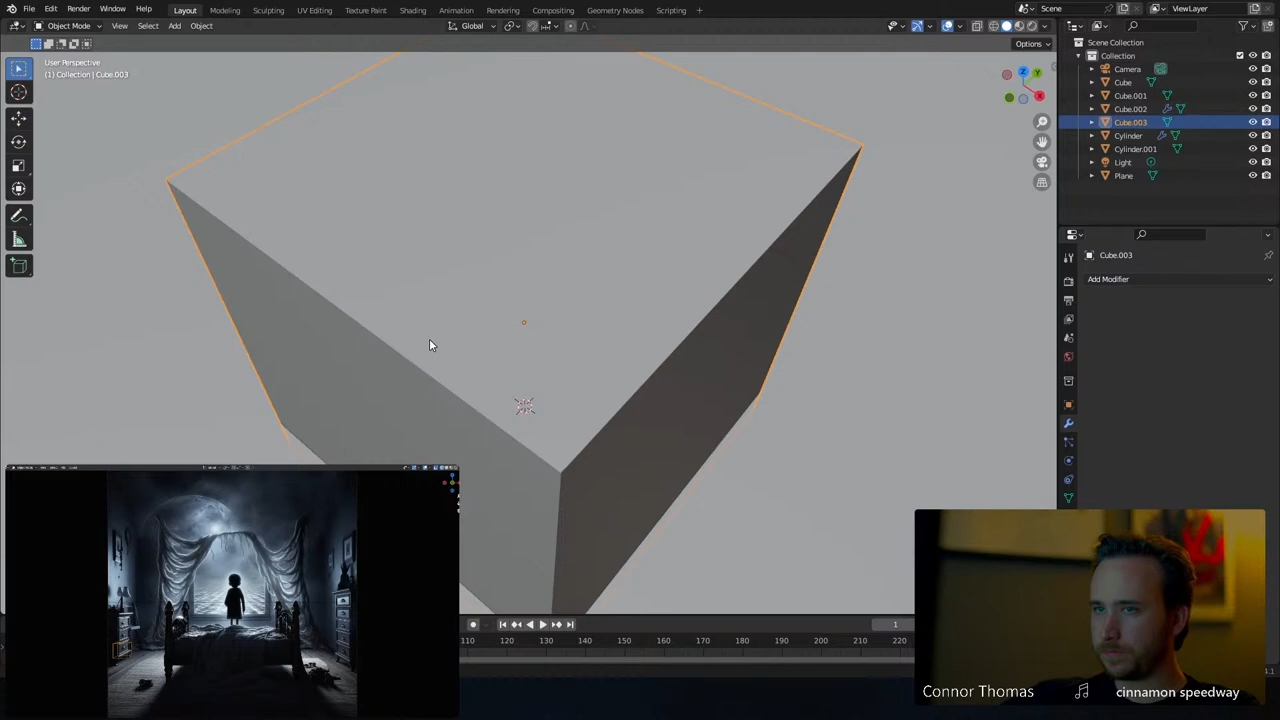 File Edit Render Window Help
Layout Modeling Sculpting UV Editing Texture Paint Shading Animation Rendering Compositing Geometry Nodes Scripting +
Scene
ViewLayer
Object Mode View Select Add Object
Global
Options
User Perspective
(1) Collection | Cube.003
Z
Y
X
Scene Collection
Collection
Camera
Cube
Cube.001
Cube.002
Cube.003
Cylinder
Cylinder.001
Light
Plane
Cube.003
Add Modifier
1
110 120 130 140 150 160 170 180 190 200 210 220
Connor Thomas
cinnamon speedway